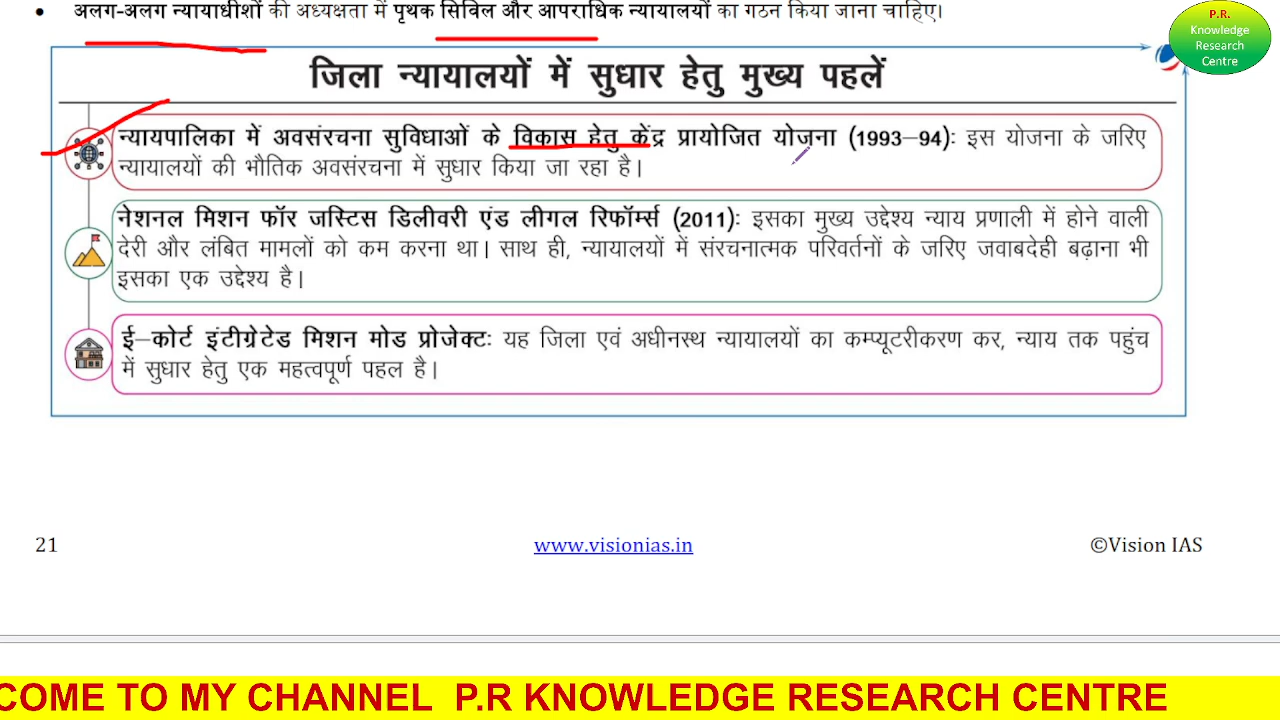 • अलग-अलग न्यायाधीशों की अध्यक्षता में पृथक सिविल और आपराधिक न्यायालयों का गठन किया जाना चाहिए।
P.R.
Knowledge
Research
Centre
जिला न्यायालयों में सुधार हेतु मुख्य पहलें
न्यायपालिका में अवसंरचना सुविधाओं के विकास हेतु केंद्र प्रायोजित योजना (1993–94): इस योजना के जरिए
न्यायालयों की भौतिक अवसंरचना में सुधार किया जा रहा है।
नेशनल मिशन फॉर जस्टिस डिलीवरी एंड लीगल रिफॉर्म्स (2011): इसका मुख्य उद्देश्य न्याय प्रणाली में होने वाली
देरी और लंबित मामलों को कम करना था। साथ ही, न्यायालयों में संरचनात्मक परिवर्तनों के जरिए जवाबदेही बढ़ाना भी
इसका एक उद्देश्य है।
ई–कोर्ट इंटीग्रेटेड मिशन मोड प्रोजेक्ट: यह जिला एवं अधीनस्थ न्यायालयों का कम्प्यूटरीकरण कर, न्याय तक पहुंच
में सुधार हेतु एक महत्वपूर्ण पहल है।
21 www.visionias.in ©Vision IAS
COME TO MY CHANNEL P.R KNOWLEDGE RESEARCH CENTRE